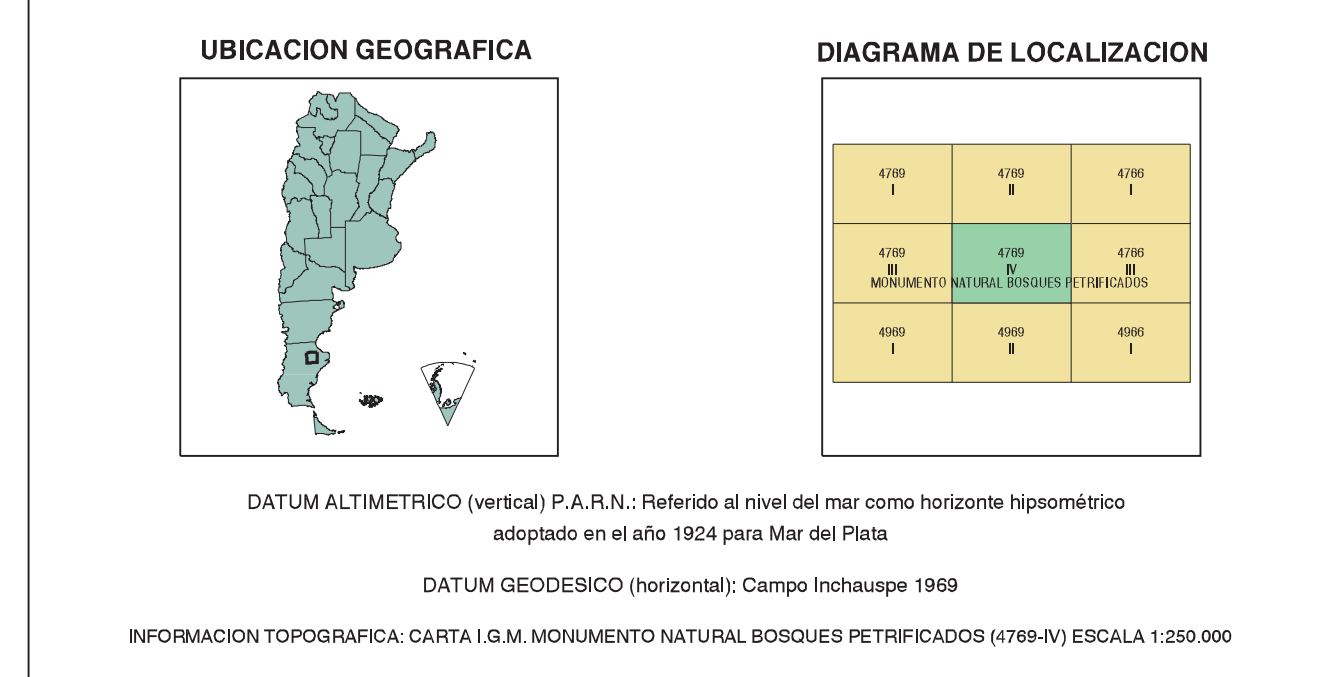 UBICACION GEOGRAFICA
DIAGRAMA DE LOCALIZACION
4769
I
4769
II
4766
I
4769
III
4769
IV
4766
III
MONUMENTO NATURAL BOSQUES PETRIFICADOS
4969
I
4969
II
4966
I
DATUM ALTIMETRICO (vertical) P.A.R.N.: Referido al nivel del mar como horizonte hipsométrico
adoptado en el año 1924 para Mar del Plata
DATUM GEODESICO (horizontal): Campo Inchauspe 1969
INFORMACION TOPOGRAFICA: CARTA I.G.M. MONUMENTO NATURAL BOSQUES PETRIFICADOS (4769-IV) ESCALA 1:250.000